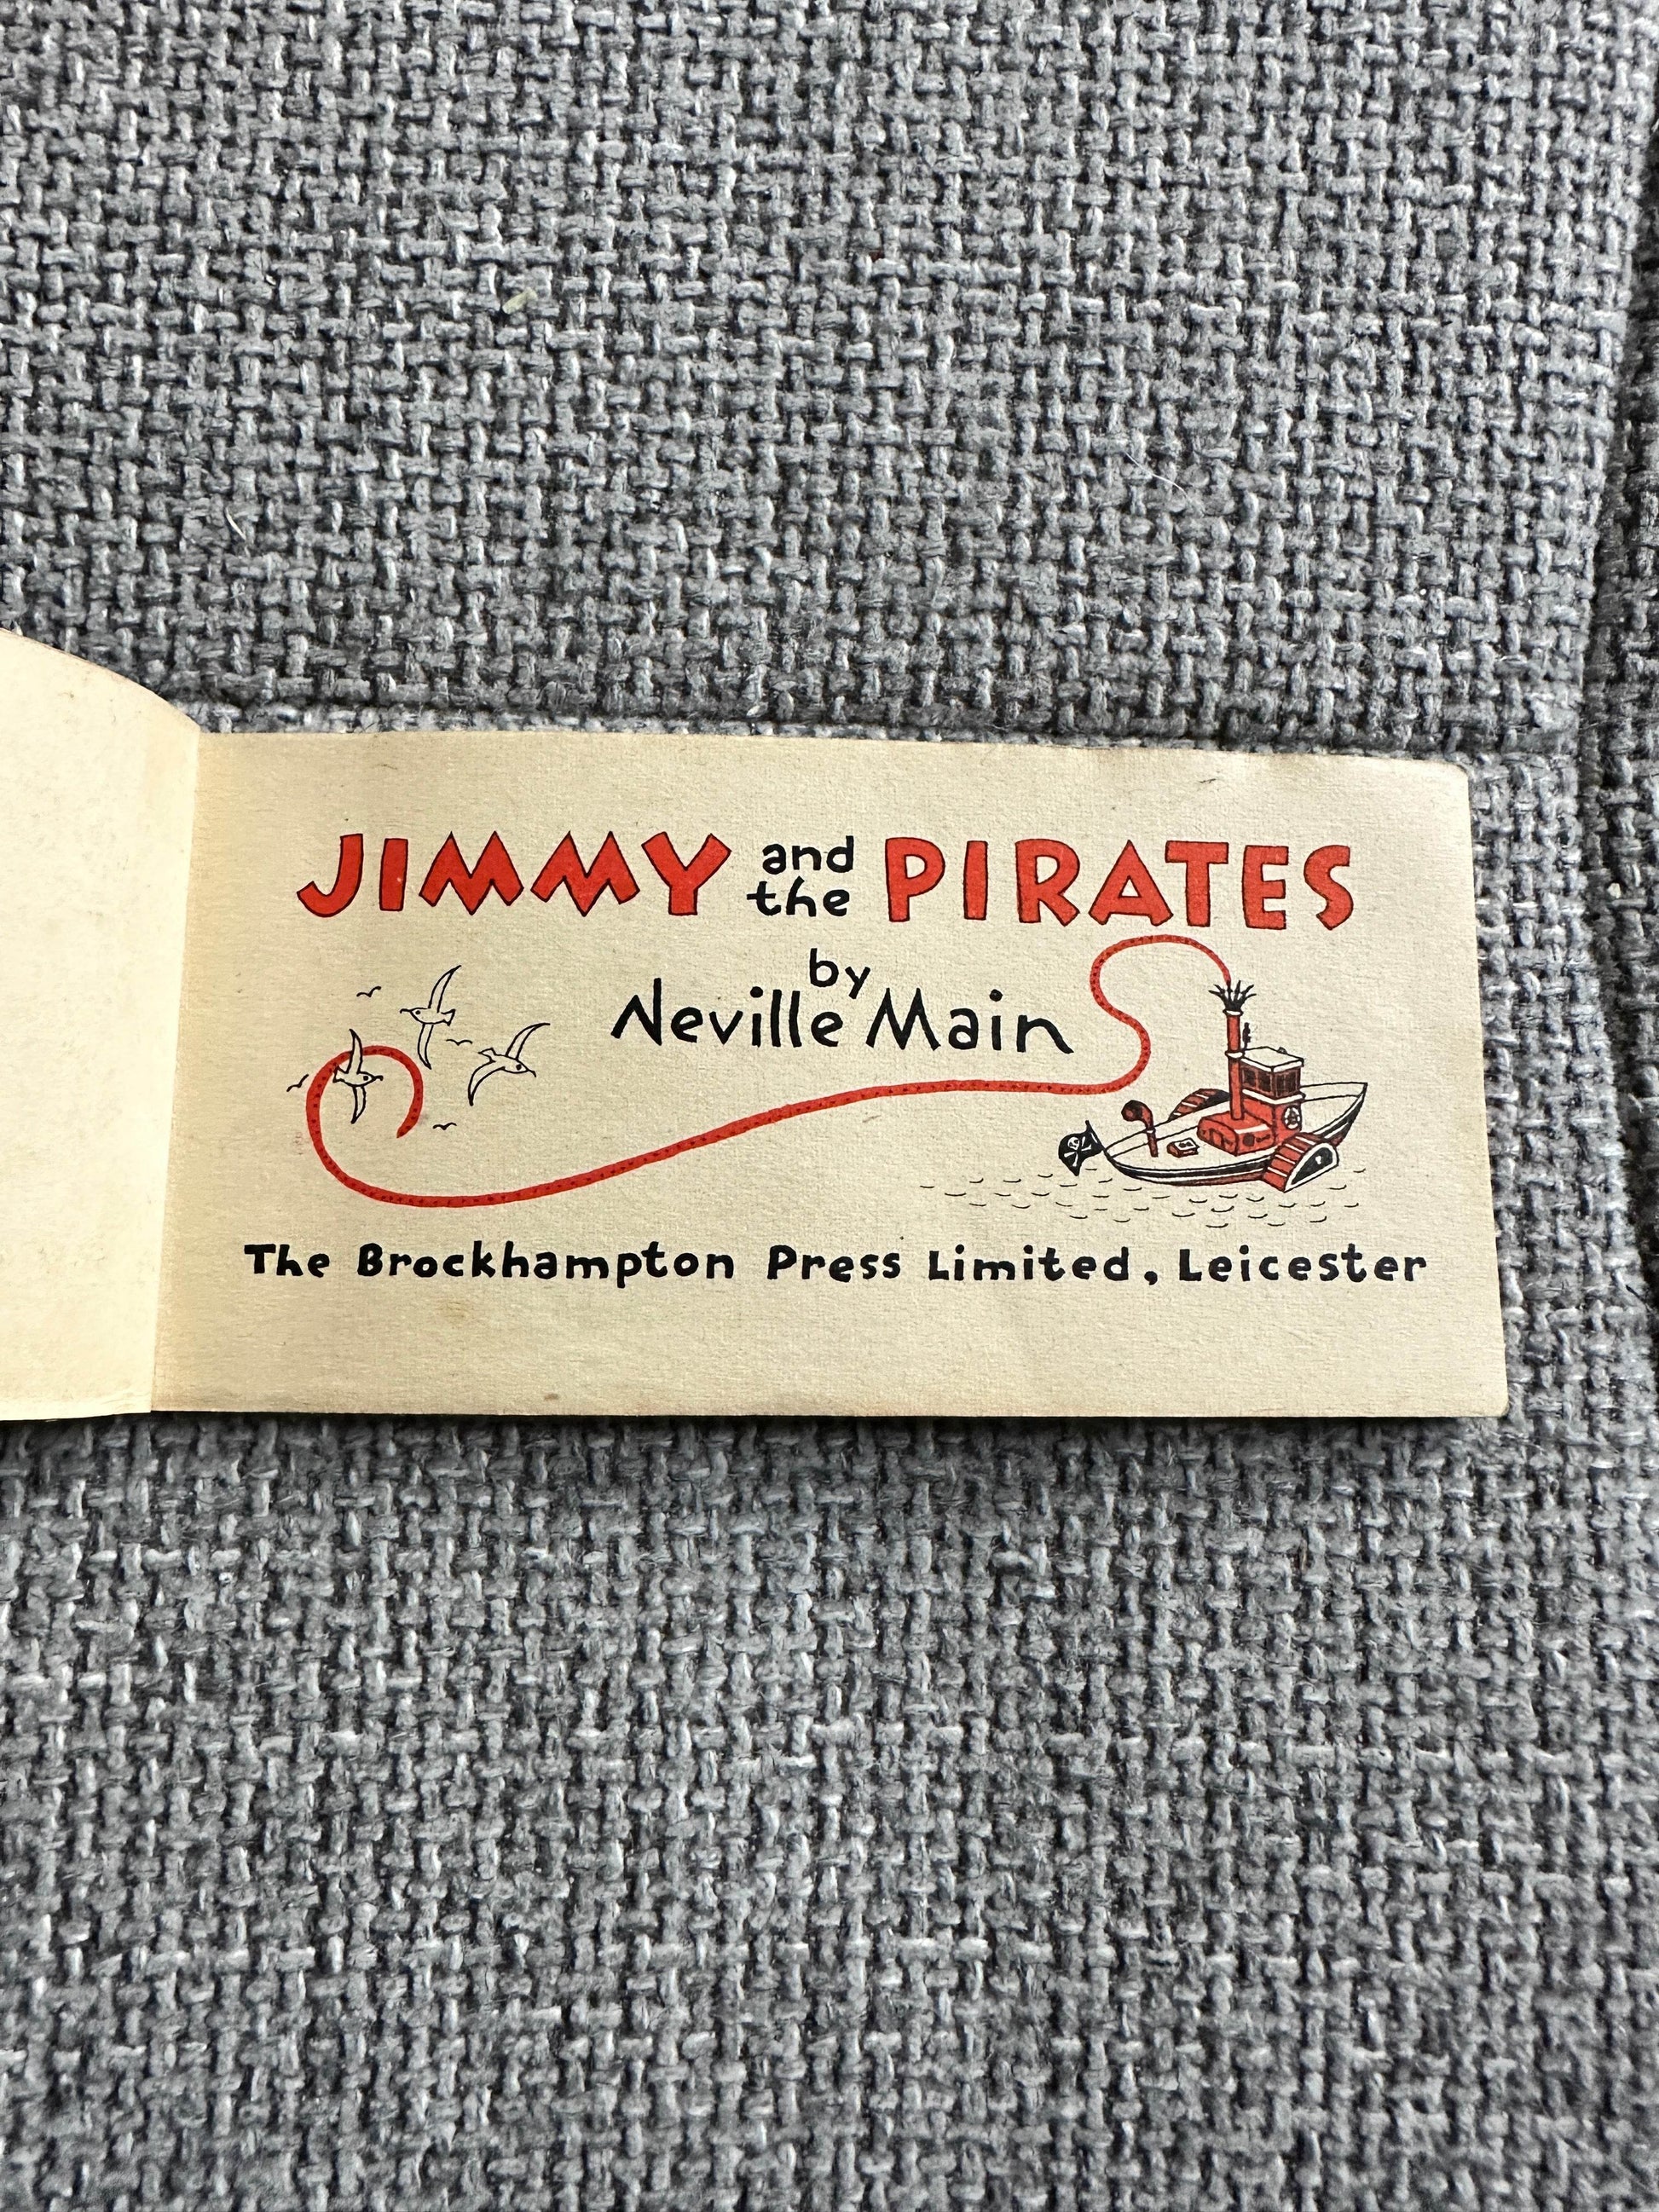 JIMMY and the PIRATES
by
Neville Main
The Brockhampton Press Limited, Leicester